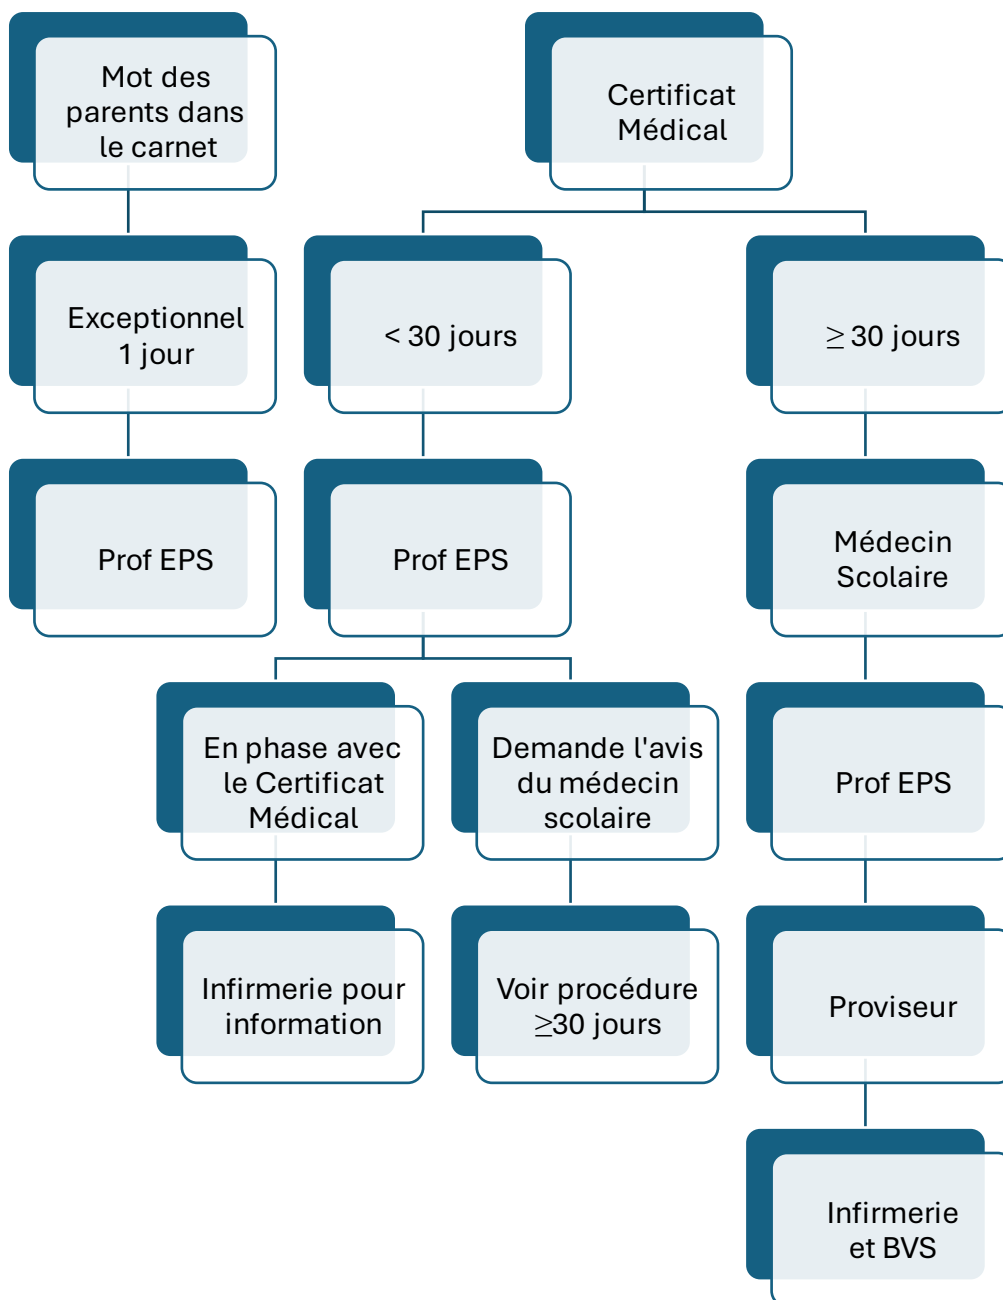 Mot des
parents dans
le carnet
Certificat
Médical
Exceptionnel
1 jour
< 30 jours
≥ 30 jours
Prof EPS
Prof EPS
Médecin
Scolaire
En phase avec
le Certificat
Médical
Demande l'avis
du médecin
scolaire
Prof EPS
Infirmerie pour
information
Voir procédure
≥30 jours
Proviseur
Infirmerie
et BVS